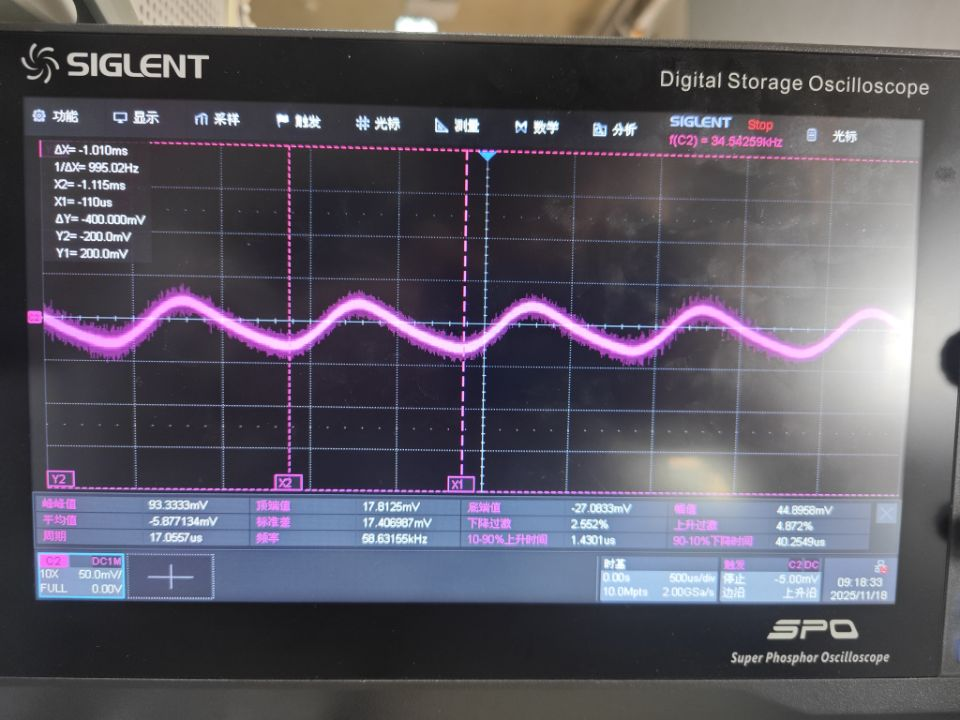 SIGLENT
Digital Storage Oscilloscope
功能 显示 采样 触发 光标 测量 数学 分析 SIGLENT Stop 光标
f(C2) = 34.54259kHz
ΔX= -1.010ms
1/ΔX= 995.02Hz
X2= -1.115ms
X1= -110us
ΔY= -400.000mV
Y2= -200.0mV
Y1= 200.0mV
C2
Y2 X2 X1
峰峰值 93.3333mV 顶端值 17.8125mV 底端值 -27.0833mV 幅值 44.8958mV
平均值 -5.877134mV 标准差 17.406987mV 下降过激 2.552% 上升过激 4.872%
周期 17.0557us 频率 58.63155kHz 10-90%上升时间 1.4301us 90-10%下降时间 40.2549us
C2 DC1M
10X 50.0mV/
FULL 0.00V
时基
0.00s 500us/div
10.0Mpts 2.00GSa/s
触发 C2 DC
停止 -5.00mV
边沿 上升沿
09:18:33
2025/11/18
SPO
Super Phosphor Oscilloscope